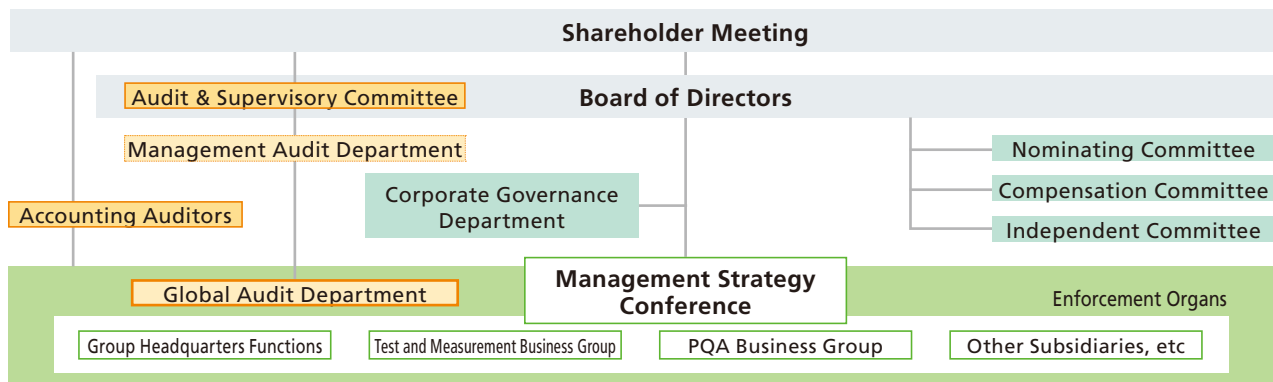 Shareholder Meeting
Audit & Supervisory Committee
Board of Directors
Management Audit Department
Nominating Committee
Corporate Governance
Department
Compensation Committee
Accounting Auditors
Independent Committee
Management Strategy
Conference
Global Audit Department
Enforcement Organs
Group Headquarters Functions
Test and Measurement Business Group
PQA Business Group
Other Subsidiaries, etc